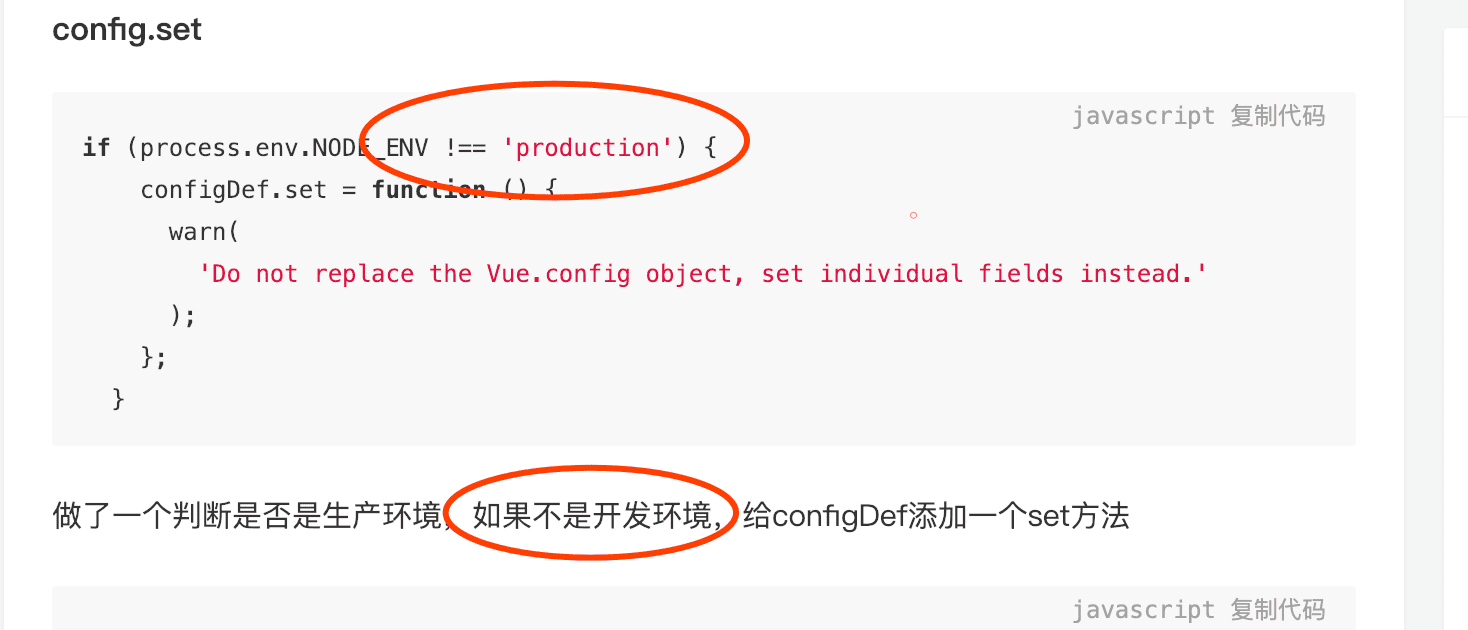 config.set
javascript 复制代码
if (process.env.NODE_ENV !== 'production') {
configDef.set = function () {
warn(
'Do not replace the Vue.config object, set individual fields instead.'
);
};
}
做了一个判断是否是生产环境，如果不是开发环境，给configDef添加一个set方法
javascript 复制代码